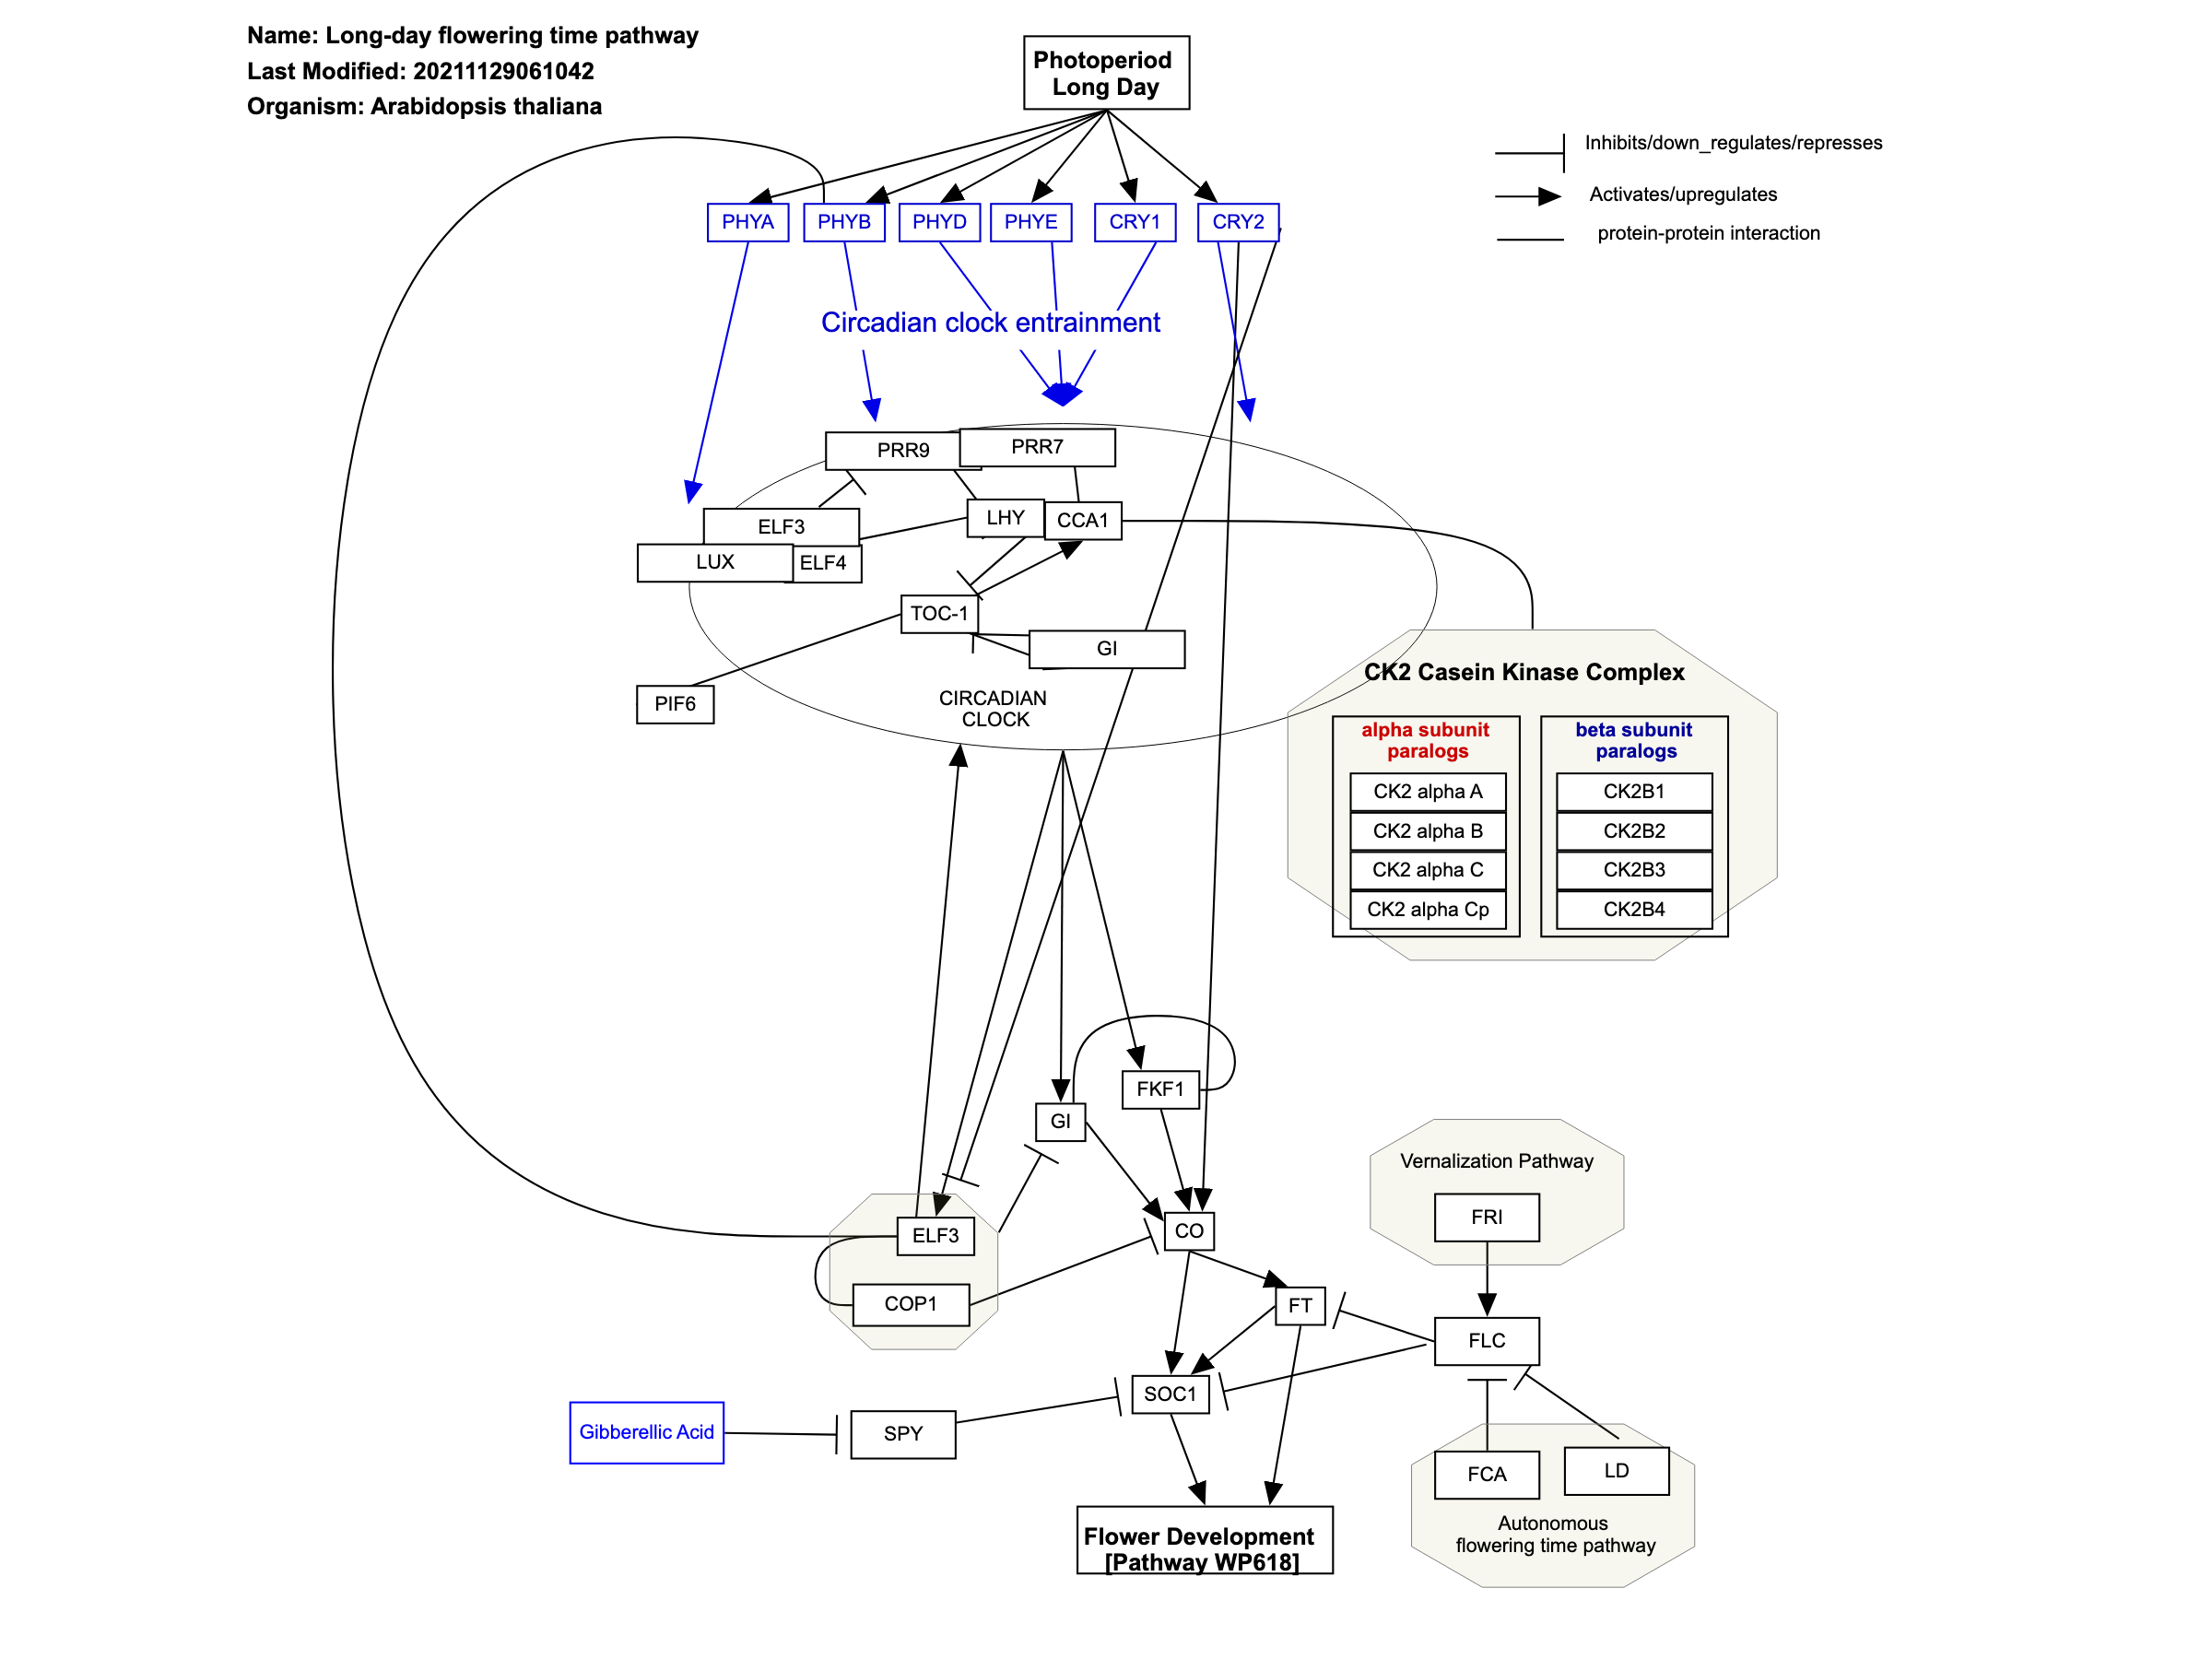 Name: Long-day flowering time pathway
Last Modified: 20211129061042
Organism: Arabidopsis thaliana
Photoperiod
Long Day
Inhibits/down_regulates/represses
Activates/upregulates
protein-protein interaction
PHYA
PHYB
PHYD
PHYE
CRY1
CRY2
Circadian clock entrainment
PRR9
PRR7
LHY
CCA1
ELF3
LUX
ELF4
TOC-1
GI
PIF6
CIRCADIAN
CLOCK
CK2 Casein Kinase Complex
alpha subunit
paralogs
beta subunit
paralogs
CK2 alpha A
CK2B1
CK2 alpha B
CK2B2
CK2 alpha C
CK2B3
CK2 alpha Cp
CK2B4
FKF1
GI
Vernalization Pathway
FRI
ELF3
CO
COP1
FT
FLC
SOC1
Gibberellic Acid
SPY
FCA
LD
Autonomous
flowering time pathway
Flower Development
[Pathway WP618]